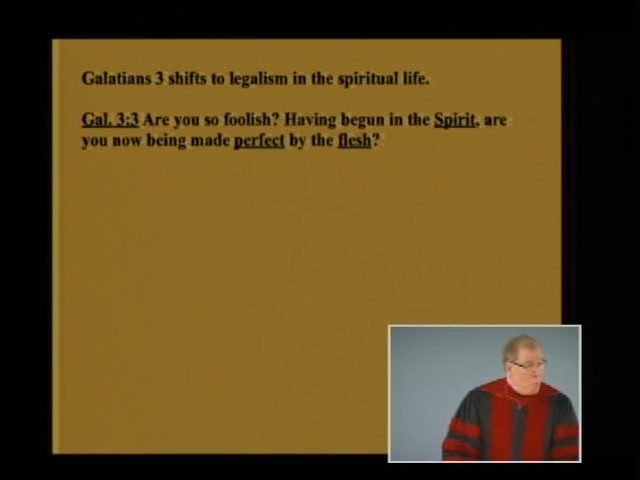 Galatians 3 shifts to legalism in the spiritual life.
Gal. 3:3 Are you so foolish? Having begun in the Spirit, are
you now being made perfect by the flesh?